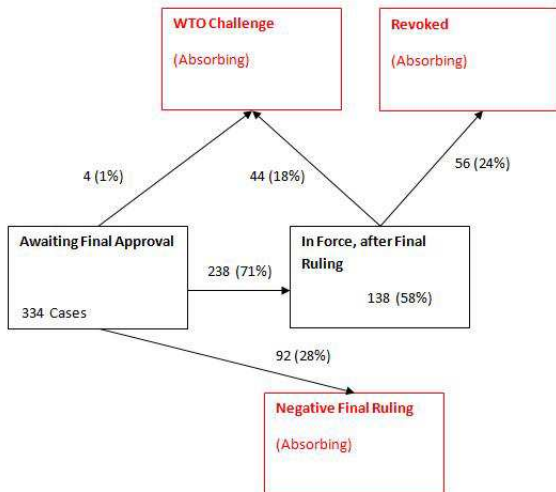 WTO Challenge
(Absorbing)
Revoked
(Absorbing)
4 (1%)
44 (18%)
56 (24%)
Awaiting Final Approval
334 Cases
238 (71%)
In Force, after Final
Ruling
138 (58%)
92 (28%)
Negative Final Ruling
(Absorbing)